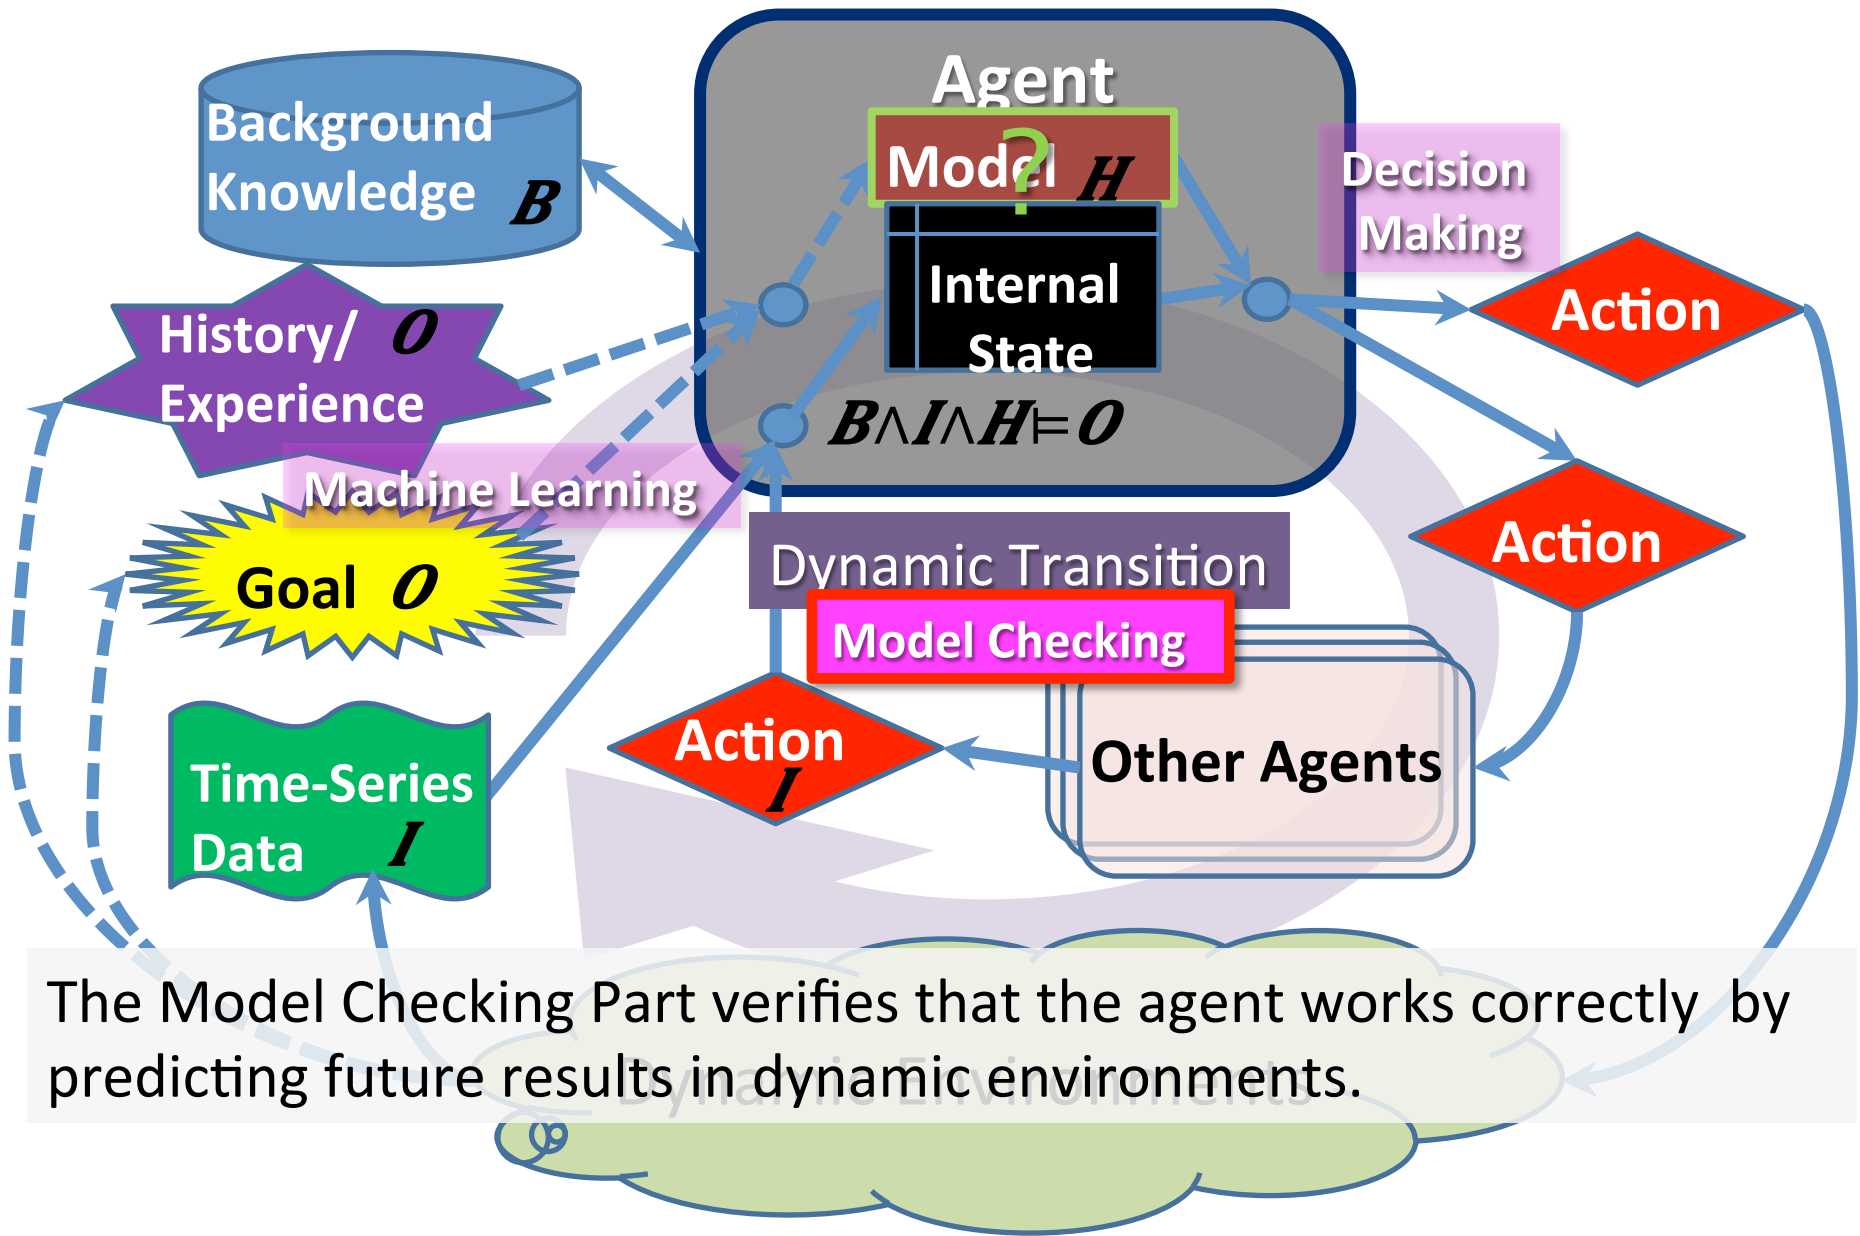 Agent
Background
Knowledge B
Model H
?
Decision
Making
Internal
State
Action
History/ O
Experience
B∧I∧H⊨O
Machine Learning
Action
Dynamic Transition
Goal O
Model Checking
Action
I
Other Agents
Time-Series
Data I
The Model Checking Part verifies that the agent works correctly by
predicting future results in dynamic environments.
Dynamic Environments